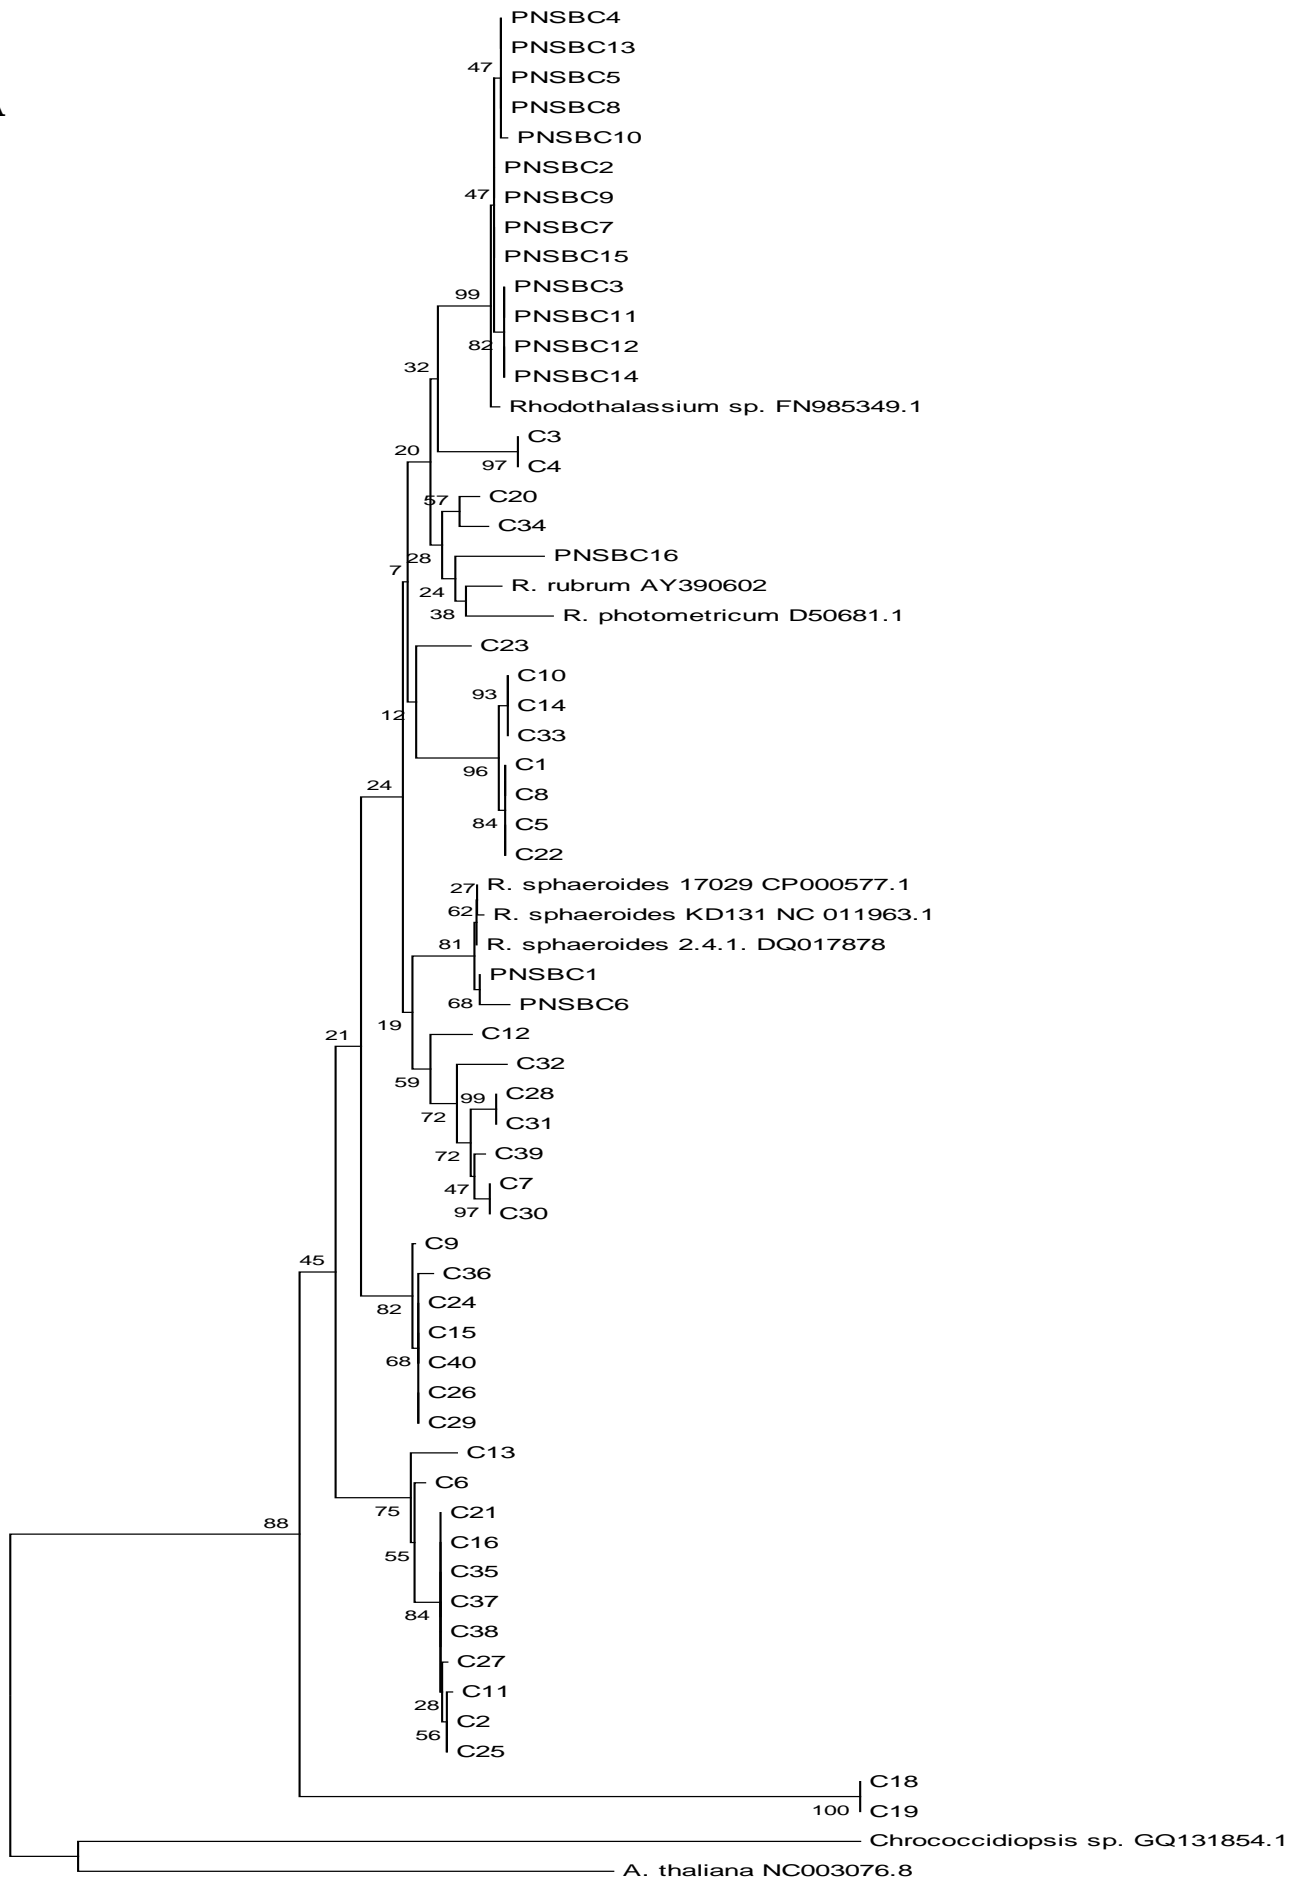 PNSBC4
PNSBC13
47
PNSBC5
PNSBC8
PNSBC10
PNSBC2
47
PNSBC9
PNSBC7
PNSBC15
PNSBC3
99
PNSBC11
82
PNSBC12
32
PNSBC14
Rhodothalassium sp. FN985349.1
C3
20
97
C4
57
C20
C34
28
PNSBC16
7
R. rubrum AY390602
24
38
R. photometricum D50681.1
C23
C10
93
C14
12
C33
C1
96
24
C8
84
C5
C22
27
R. sphaeroides 17029 CP000577.1
62
R. sphaeroides KD131 NC 011963.1
81
R. sphaeroides 2.4.1. DQ017878
PNSBC1
68
PNSBC6
19
C12
21
C32
59
99
C28
72
C31
72
C39
47
C7
97
C30
C9
45
C36
82
C24
C15
68
C40
C26
C29
C13
C6
75
C21
88
C16
55
C35
C37
84
C38
C27
C11
28
C2
56
C25
C18
100
C19
Chrococcidiopsis sp. GQ131854.1
A. thaliana NC003076.8